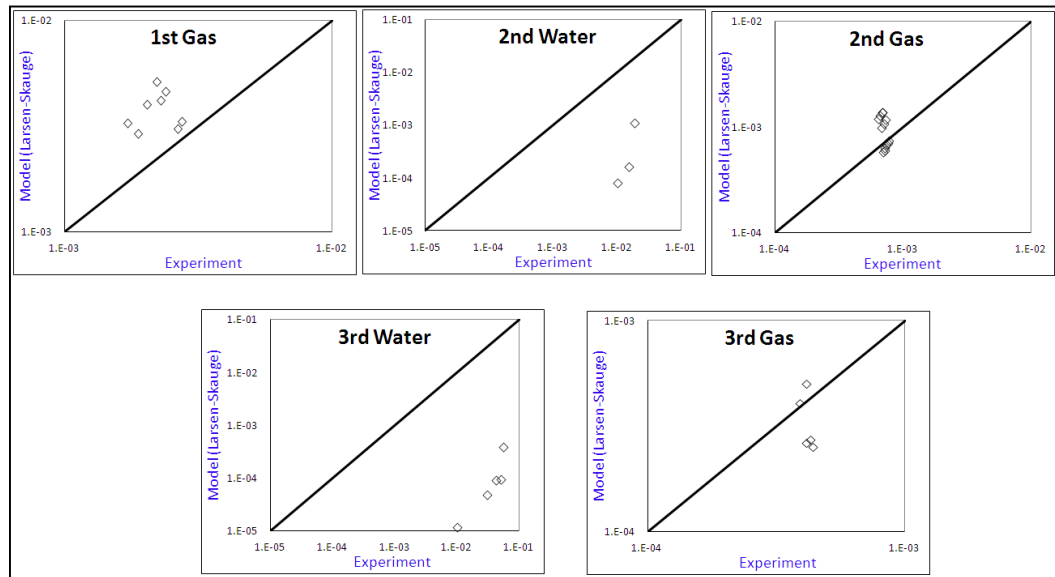 1st Gas
1.E-02
1.E-03
1.E-03
1.E-02
Model (Larsen-Skauge)
Experiment
2nd Water
1.E-01
1.E-02
1.E-03
1.E-04
1.E-05
1.E-05
1.E-04
1.E-03
1.E-02
1.E-01
Model (Larsen-Skauge)
Experiment
2nd Gas
1.E-02
1.E-03
1.E-04
1.E-04
1.E-03
1.E-02
Model (Larsen-Skauge)
Experiment
3rd Water
1.E-01
1.E-02
1.E-03
1.E-04
1.E-05
1.E-05
1.E-04
1.E-03
1.E-02
1.E-01
Model (Larsen-Skauge)
Experiment
3rd Gas
1.E-03
1.E-04
1.E-04
1.E-03
Model (Larsen-Skauge)
Experiment